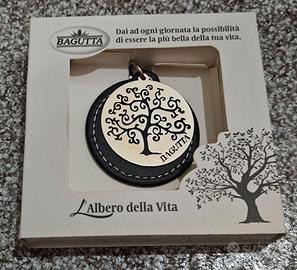 BAGUTTA
Dai ad ogni giornata la possibilità
di essere la più bella della tua vita.
BAGUTTA
L'Albero della Vita